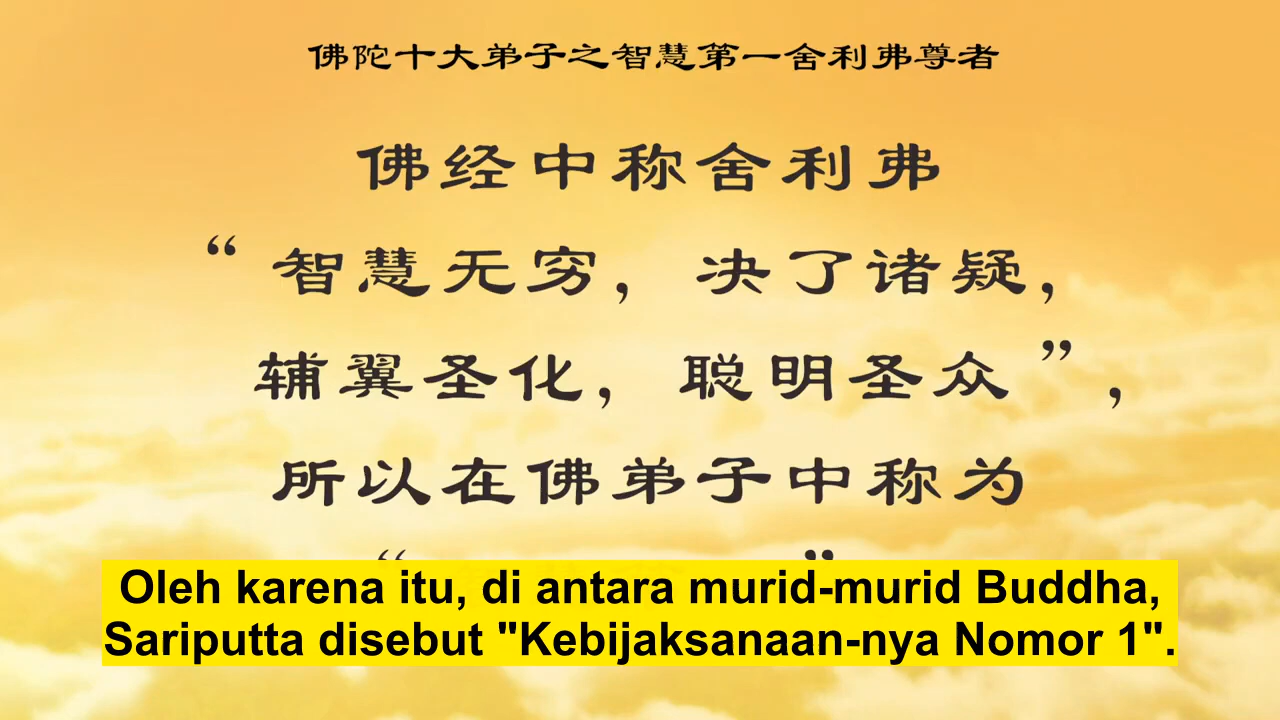 佛陀十大弟子之智慧第一舍利弗尊者
佛经中称舍利弗
“智慧无穷，决了诸疑，
辅翼圣化，聪明圣众”，
所以在佛弟子中称为
Oleh karena itu, di antara murid-murid Buddha,
Sariputta disebut "Kebijaksanaan-nya Nomor 1".